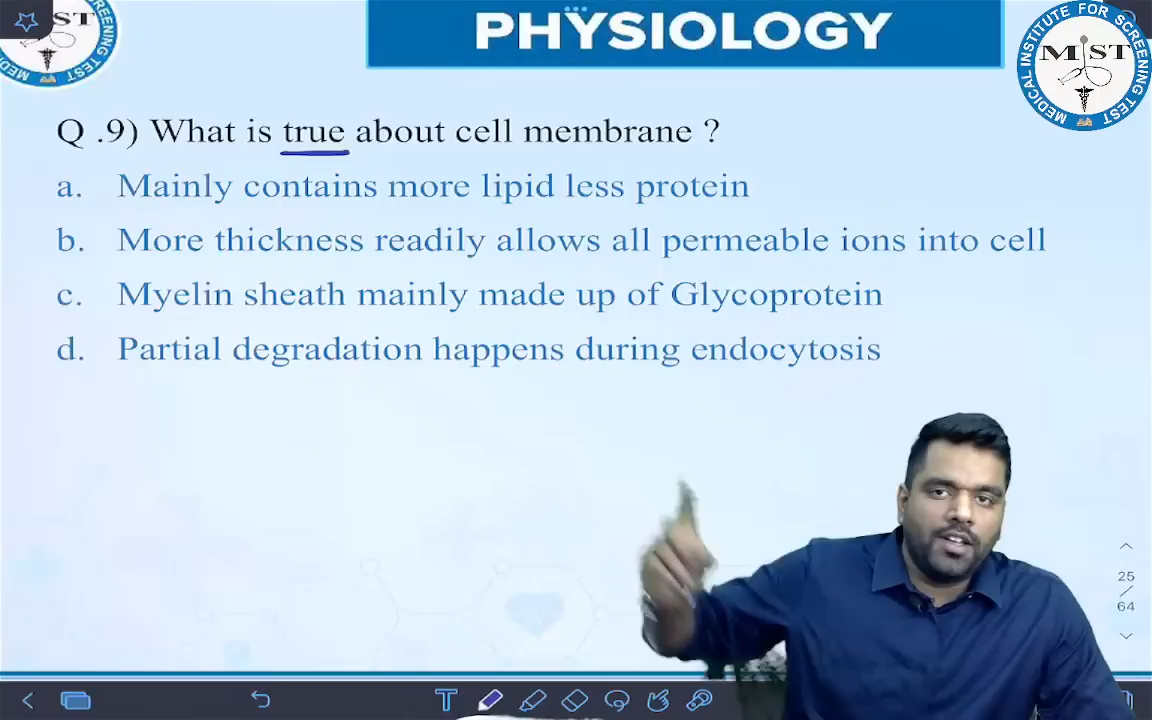 PHYSIOLOGY
ST
MEDICAL
MEDICAL INSTITUTE FOR SCREENING TEST
MIST
Q .9) What is true about cell membrane ?
a. Mainly contains more lipid less protein
b. More thickness readily allows all permeable ions into cell
c. Myelin sheath mainly made up of Glycoprotein
d. Partial degradation happens during endocytosis
25
/
64
T